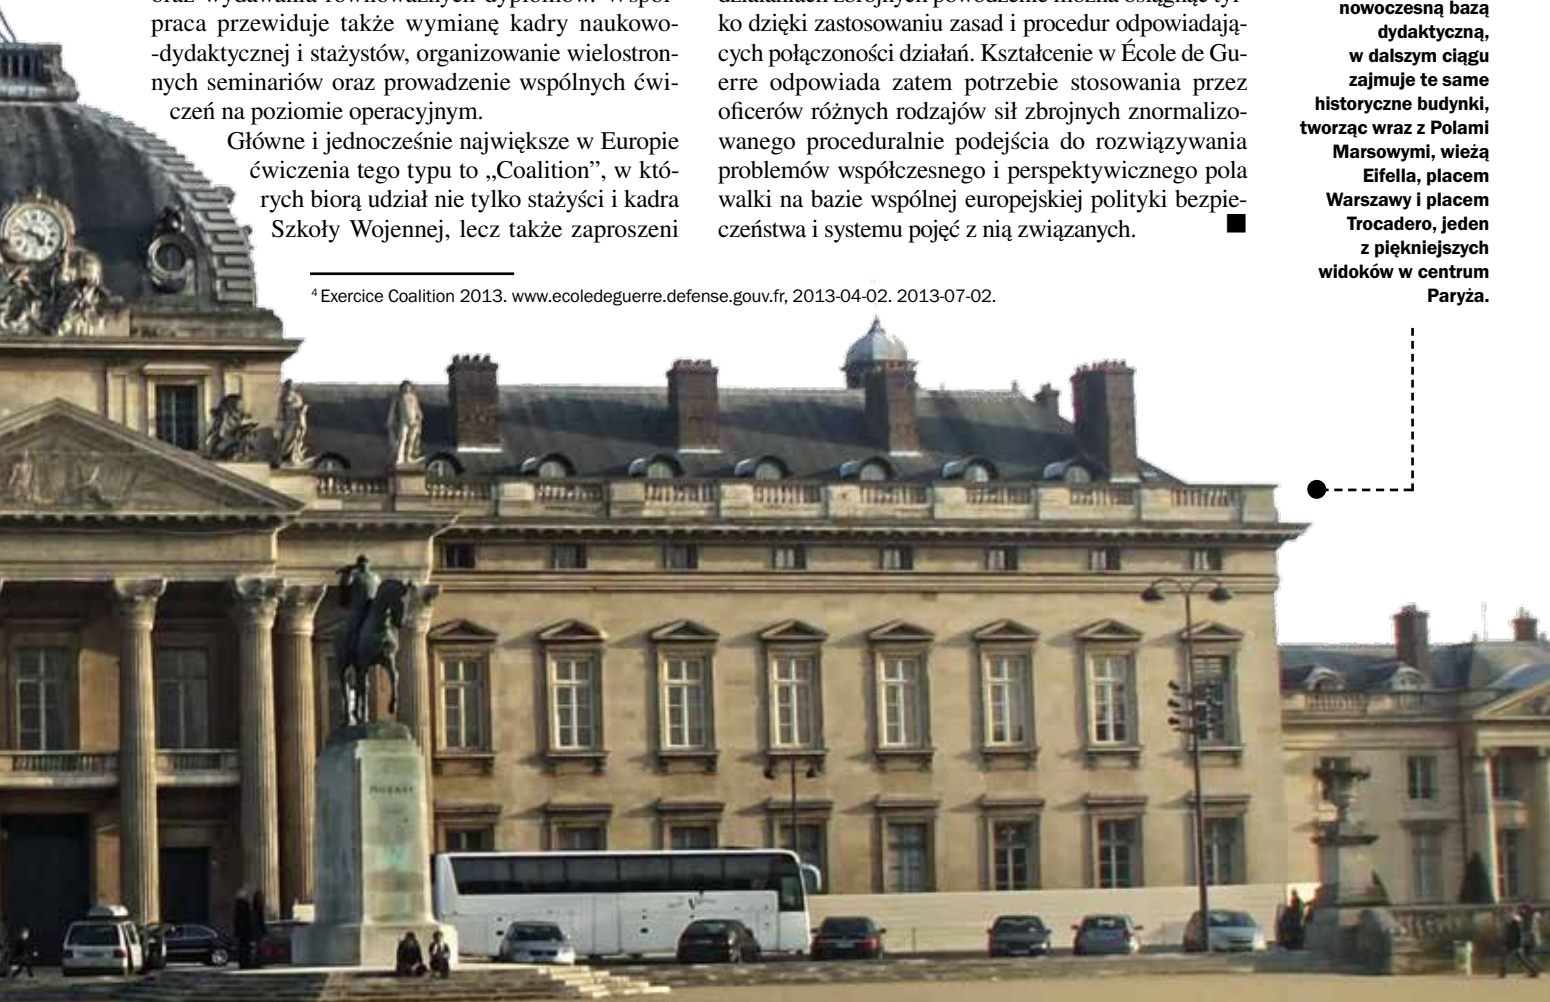 oraz wydawania równoważnych dyplomów. Współ-
praca przewiduje także wymianę kadry naukowo-
-dydaktycznej i stażystów, organizowanie wielostron-
nych seminariów oraz prowadzenie wspólnych ćwi-
czeń na poziomie operacyjnym.
Główne i jednocześnie największe w Europie
ćwiczenia tego typu to „Coalition”, w któ-
rych biorą udział nie tylko stażyści i kadra
Szkoły Wojennej, lecz także zaproszeni
działaniach zbrojnych powodzenie można osiągnąć tyl-
ko dzięki zastosowaniu zasad i procedur odpowiadają-
cych połączoności działań. Kształcenie w École de Gu-
erre odpowiada zatem potrzebie stosowania przez
oficerów różnych rodzajów sił zbrojnych znormalizo-
wanego proceduralnie podejścia do rozwiązywania
problemów współczesnego i perspektywicznego pola
walki na bazie wspólnej europejskiej polityki bezpie-
czeństwa i systemu pojęć z nią związanych.
nowoczesną bazą
dydaktyczną,
w dalszym ciągu
zajmuje te same
historyczne budynki,
tworząc wraz z Polami
Marsowymi, wieżą
Eifella, placem
Warszawy i placem
Trocadero, jeden
z piękniejszych
widoków w centrum
Paryża.
4 Exercice Coalition 2013. www.ecoledeguerre.defense.gouv.fr, 2013-04-02. 2013-07-02.